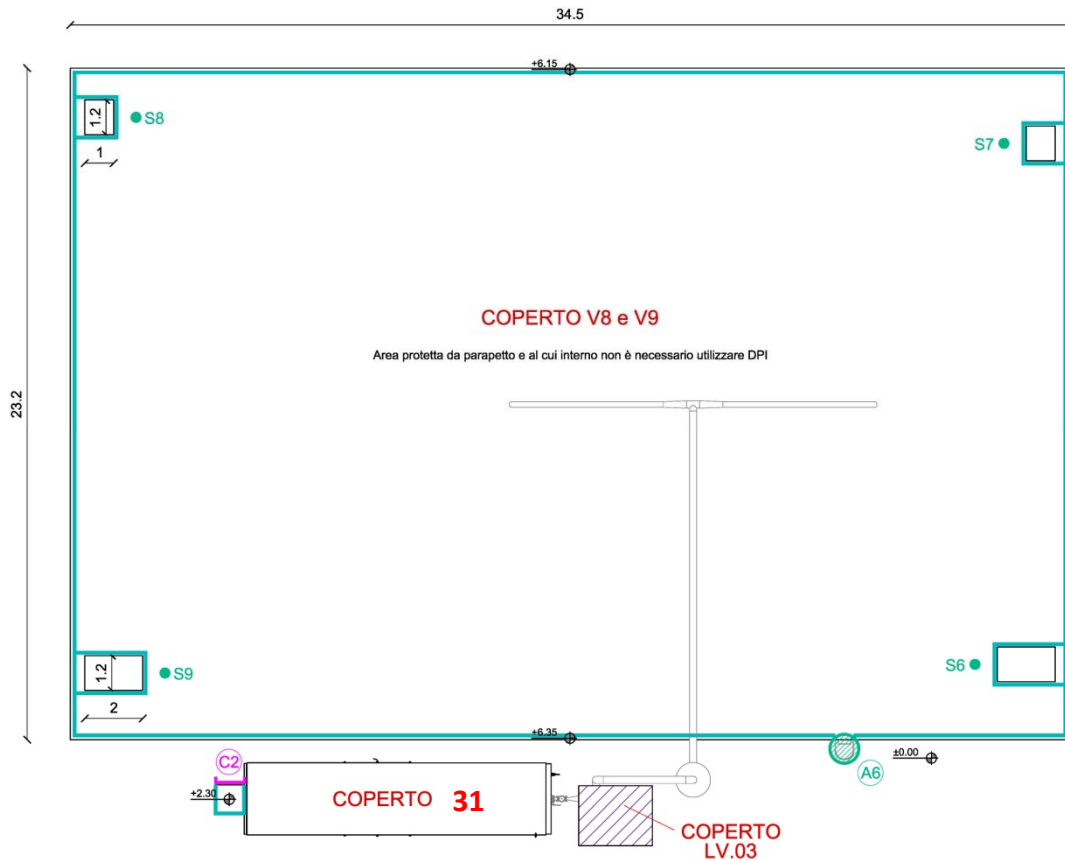 34.5
+6.15
1.2
S8
1
S7
COPERTO V8 e V9
Area protetta da parapetto e al cui interno non è necessario utilizzare DPI
23.2
1.2
S9
S6
2
+6.35
±0.00
C2
A6
+2.30
COPERTO 31
COPERTO
LV.03